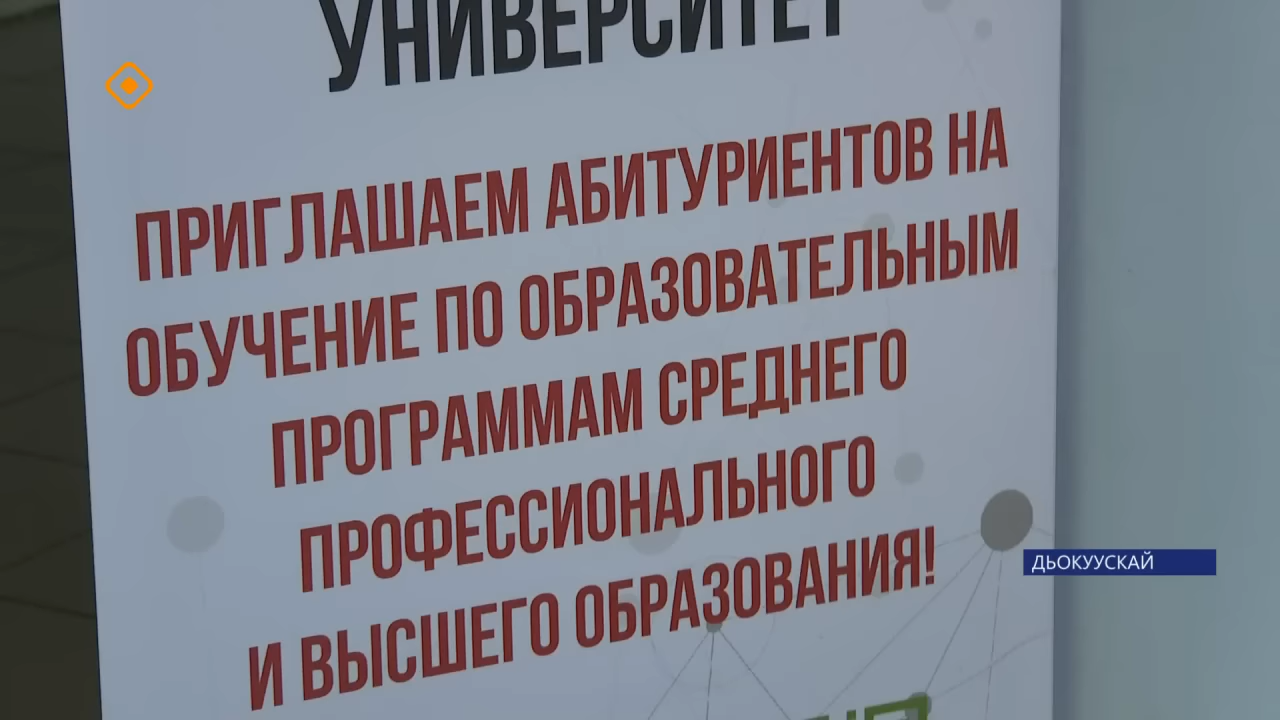 УНИВЕРСИТЕТ
ПРИГЛАШАЕМ АБИТУРИЕНТОВ НА
ОБУЧЕНИЕ ПО ОБРАЗОВАТЕЛЬНЫМ
ПРОГРАММАМ СРЕДНЕГО
ПРОФЕССИОНАЛЬНОГО
И ВЫСШЕГО ОБРАЗОВАНИЯ!
ДЬОКУУСКАЙ